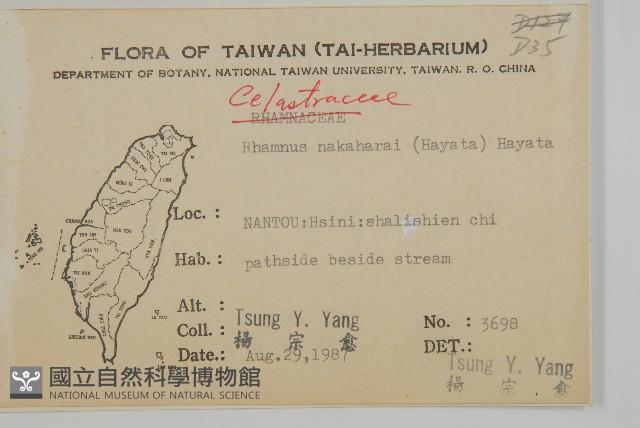 D35
FLORA OF TAIWAN (TAI-HERBARIUM)
DEPARTMENT OF BOTANY, NATIONAL TAIWAN UNIVERSITY, TAIWAN. R. O. CHINA
Celastraceae
RHAMNACEAE
Rhamnus nakaharai (Hayata) Hayata
Loc. : NANTOU:Hsini:shalishien chi
Hab. : pathside beside stream
Alt. :
Coll. : Tsung Y. Yang
楊宗愈
No. : 3698
Date.: Aug.29,1987
DET.: Tsung Y. Yang
楊宗愈
國立自然科學博物館
NATIONAL MUSEUM OF NATURAL SCIENCE